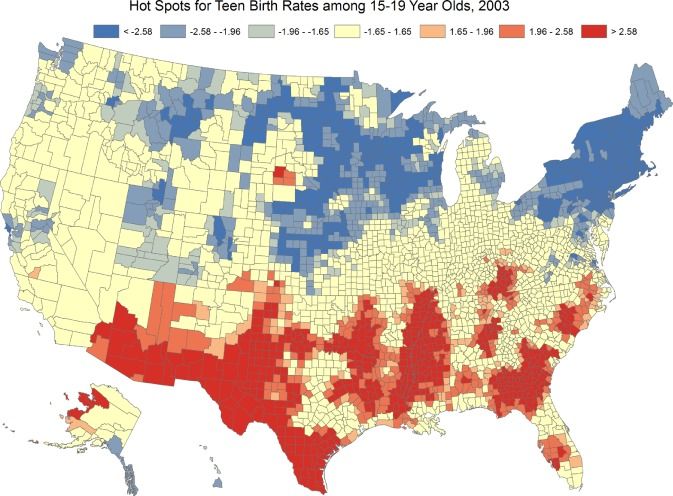 Hot Spots for Teen Birth Rates among 15-19 Year Olds, 2003
< -2.58 -2.58 - -1.96 -1.96 - -1.65 -1.65 - 1.65 1.65 - 1.96 1.96 - 2.58 > 2.58